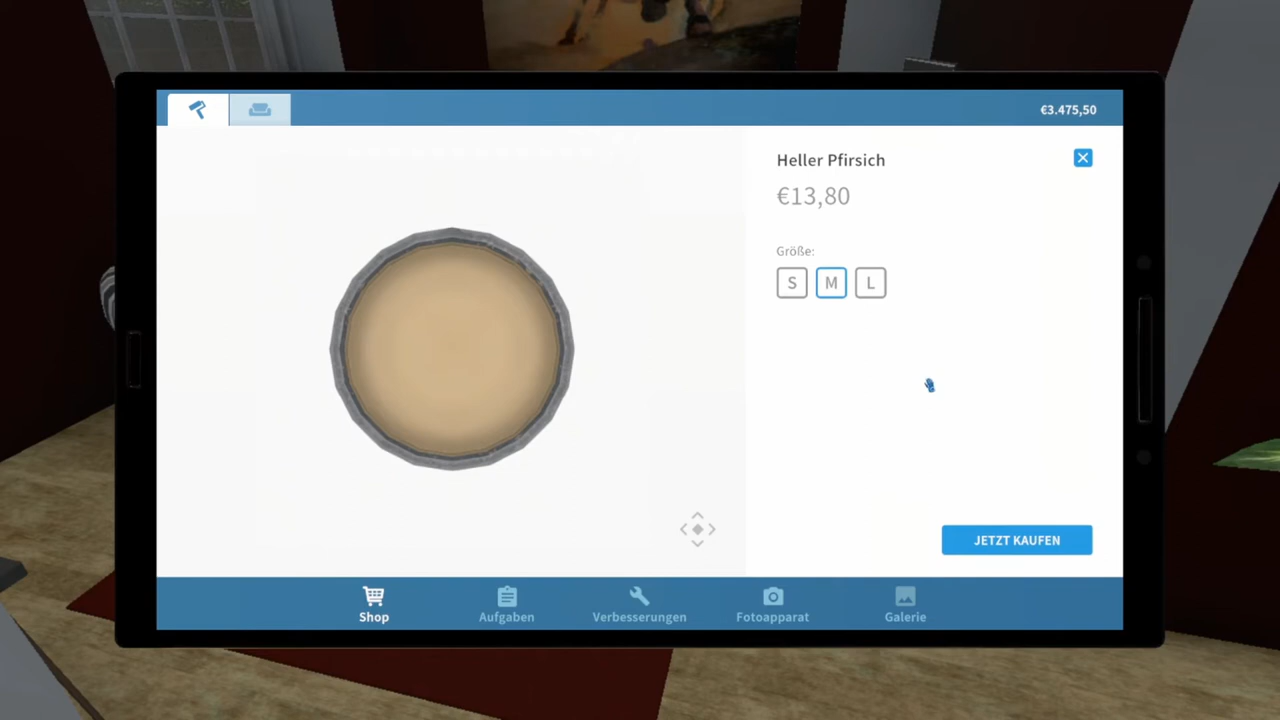 €3.475,50
Heller Pfirsich
€13,80
Größe:
S M L
JETZT KAUFEN
Shop Aufgaben Verbesserungen Fotoapparat Galerie